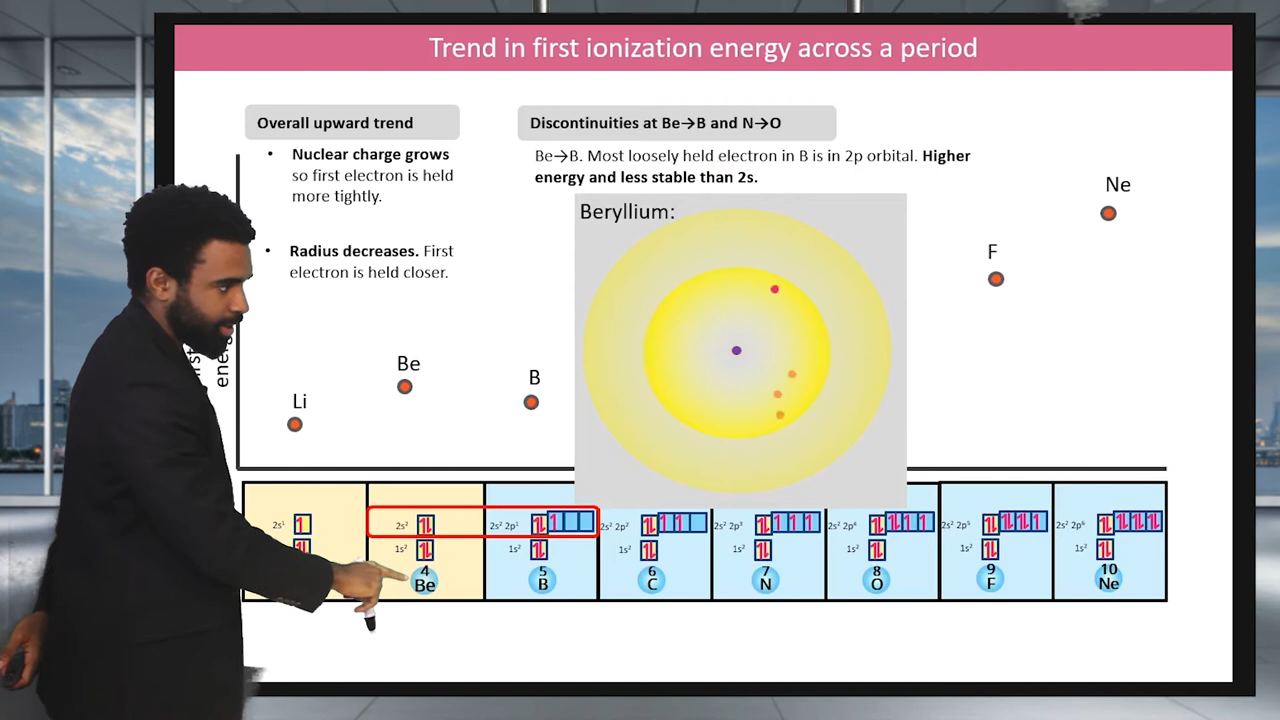 Trend in first ionization energy across a period
Overall upward trend
• Nuclear charge grows
so first electron is held
more tightly.
• Radius decreases. First
electron is held closer.
Discontinuities at Be→B and N→O
Be→B. Most loosely held electron in B is in 2p orbital. Higher
energy and less stable than 2s.
Beryllium:
Ne
F
Be
B
Li
2s¹
2s²
2s² 2p¹
2s² 2p²
2s² 2p³
2s² 2p⁴
2s² 2p⁵
2s² 2p⁶
1s²
1s²
1s²
1s²
1s²
1s²
1s²
4
Be
5
B
6
C
7
N
8
O
9
F
10
Ne